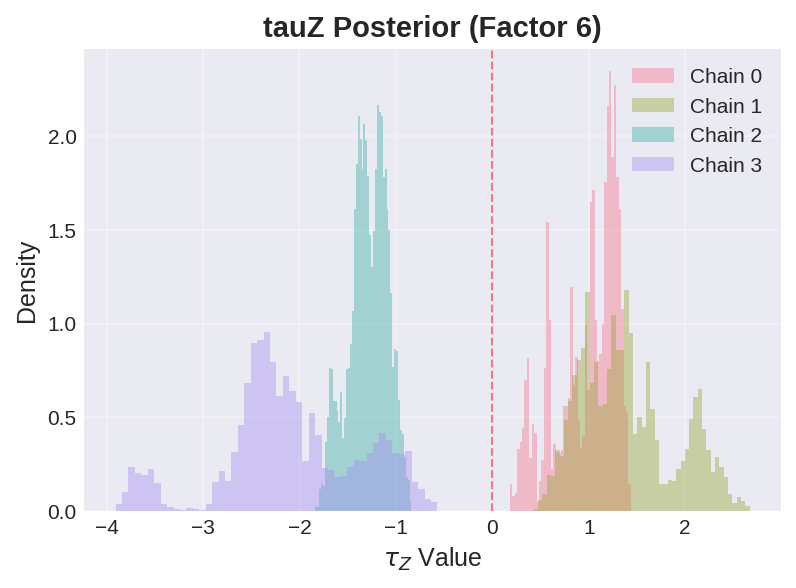 tauZ Posterior (Factor 6)
Chain 0
Chain 1
Chain 2
Chain 3
Density
2.0
1.5
1.0
0.5
0.0
−4 −3 −2 −1 0 1 2
τ_Z Value